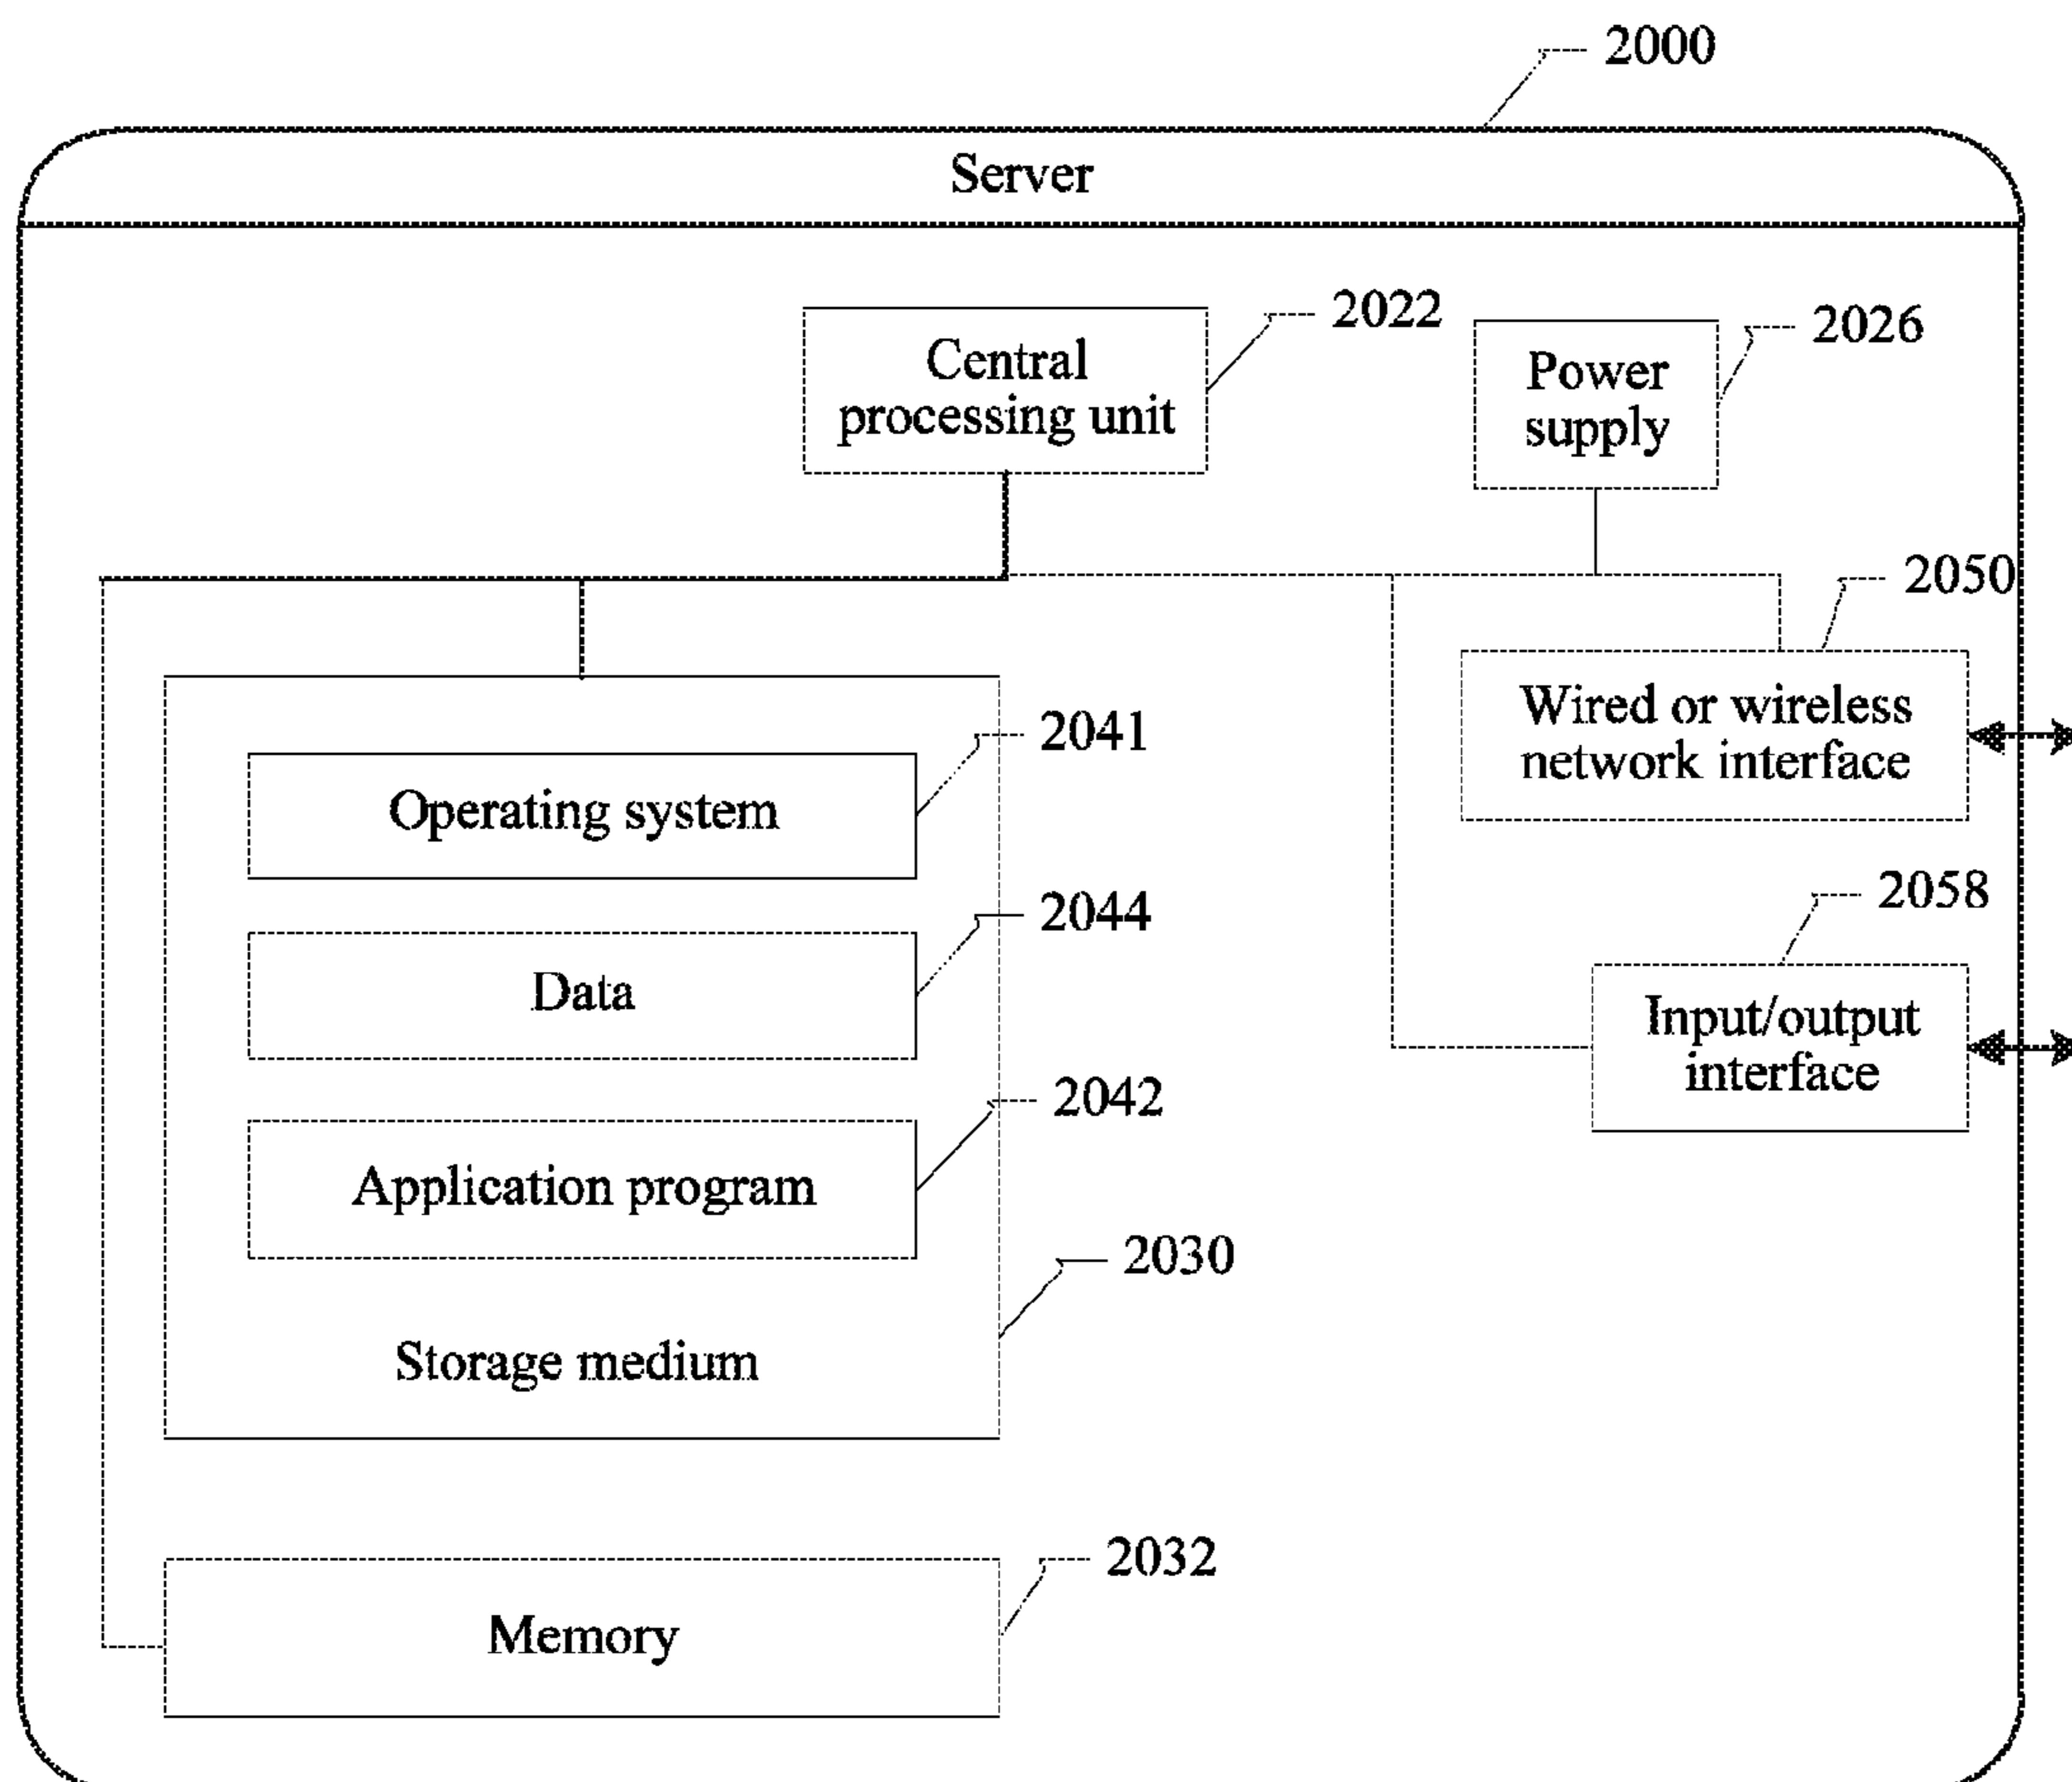 2000
Server
2022
Central
processing unit
2026
Power
supply
2050
Wired or wireless
network interface
2041
Operating system
2044
Data
2058
Input/output
interface
2042
Application program
2030
Storage medium
2032
Memory